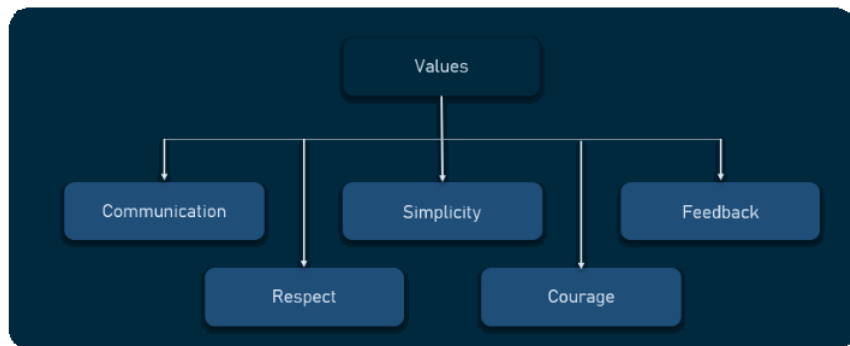 Values
Communication
Simplicity
Feedback
Respect
Courage